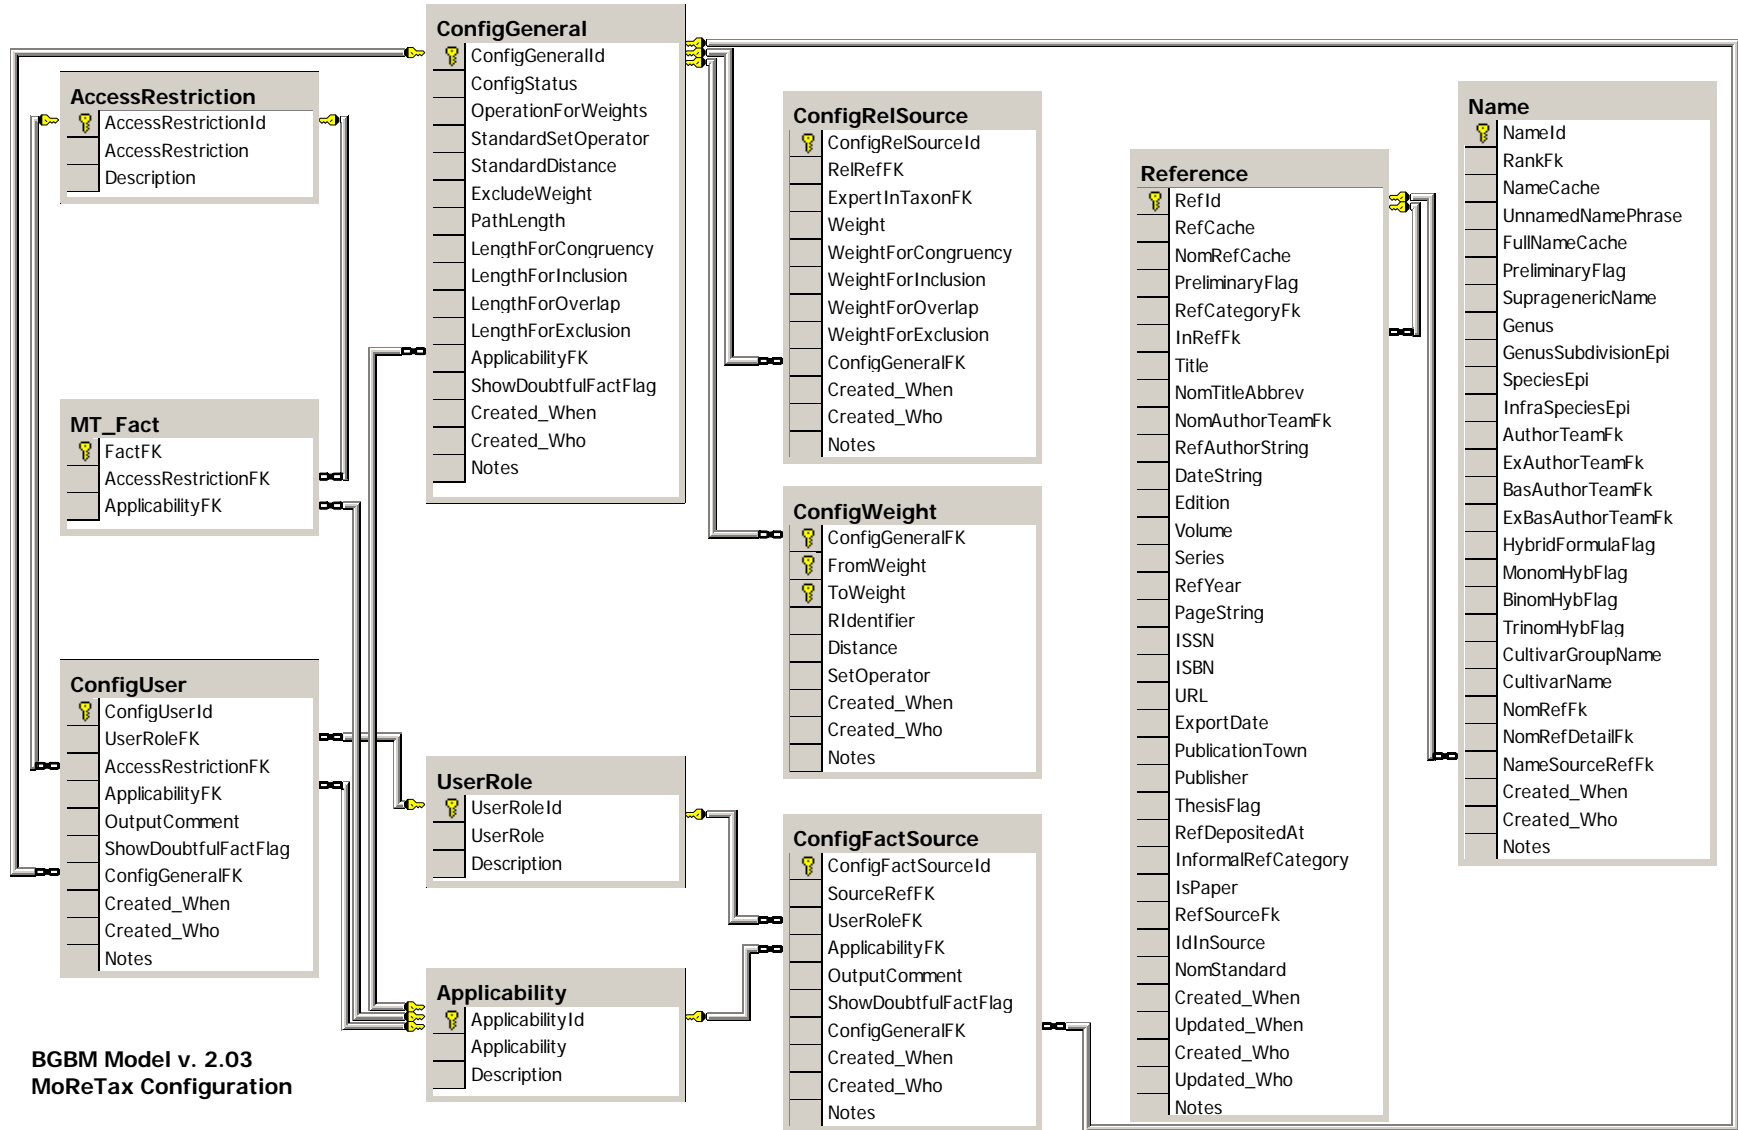 ConfigGeneral
ConfigGeneralId
ConfigStatus
OperationForWeights
StandardSetOperator
StandardDistance
ExcludeWeight
PathLength
LengthForCongruency
LengthForInclusion
LengthForOverlap
LengthForExclusion
ApplicabilityFK
ShowDoubtfulFactFlag
Created_When
Created_Who
Notes
AccessRestriction
AccessRestrictionId
AccessRestriction
Description
MT_Fact
FactFK
AccessRestrictionFK
ApplicabilityFK
ConfigUser
ConfigUserId
UserRoleFK
AccessRestrictionFK
ApplicabilityFK
OutputComment
ShowDoubtfulFactFlag
ConfigGeneralFK
Created_When
Created_Who
Notes
UserRole
UserRoleId
UserRole
Description
Applicability
ApplicabilityId
Applicability
Description
ConfigRelSource
ConfigRelSourceId
RelRefFK
ExpertInTaxonFK
Weight
WeightForCongruency
WeightForInclusion
WeightForOverlap
WeightForExclusion
ConfigGeneralFK
Created_When
Created_Who
Notes
ConfigWeight
ConfigGeneralFK
FromWeight
ToWeight
RIdentifier
Distance
SetOperator
Created_When
Created_Who
Notes
ConfigFactSource
ConfigFactSourceId
SourceRefFK
UserRoleFK
ApplicabilityFK
OutputComment
ShowDoubtfulFactFlag
ConfigGeneralFK
Created_When
Created_Who
Notes
Reference
RefId
RefCache
NomRefCache
PreliminaryFlag
RefCategoryFk
InRefFk
Title
NomTitleAbbrev
NomAuthorTeamFk
RefAuthorString
DateString
Edition
Volume
Series
RefYear
PageString
ISSN
ISBN
URL
ExportDate
PublicationTown
Publisher
ThesisFlag
RefDepositedAt
InformalRefCategory
IsPaper
RefSourceFk
IdInSource
NomStandard
Created_When
Updated_When
Created_Who
Updated_Who
Notes
Name
NameId
RankFk
NameCache
UnnamedNamePhrase
FullNameCache
PreliminaryFlag
SupragenericName
Genus
GenusSubdivisionEpi
SpeciesEpi
InfraSpeciesEpi
AuthorTeamFk
ExAuthorTeamFk
BasAuthorTeamFk
ExBasAuthorTeamFk
HybridFormulaFlag
MonomHybFlag
BinomHybFlag
TrinomHybFlag
CultivarGroupName
CultivarName
NomRefFk
NomRefDetailFk
NameSourceRefFk
Created_When
Created_Who
Notes
BGBM Model v. 2.03
MoReTax Configuration